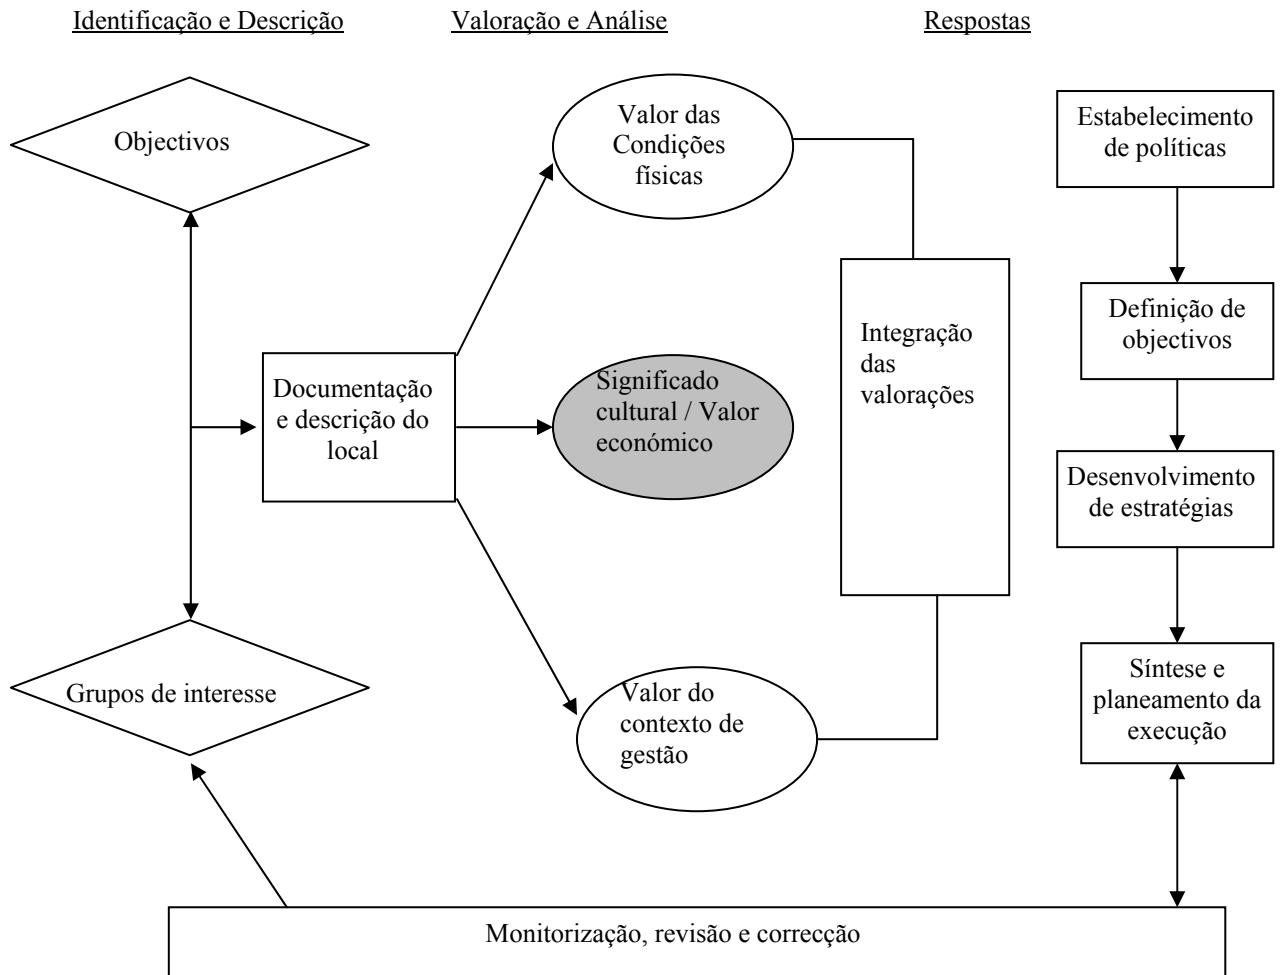 Identificação e Descrição
Valoração e Análise
Respostas
Objectivos
Valor das
Condições
físicas
Estabelecimento
de políticas
Integração
das
valorações
Definição de
objectivos
Documentação
e descrição do
local
Significado
cultural / Valor
económico
Desenvolvimento
de estratégias
Grupos de interesse
Valor do
contexto de
gestão
Síntese e
planeamento da
execução
Monitorização, revisão e correcção